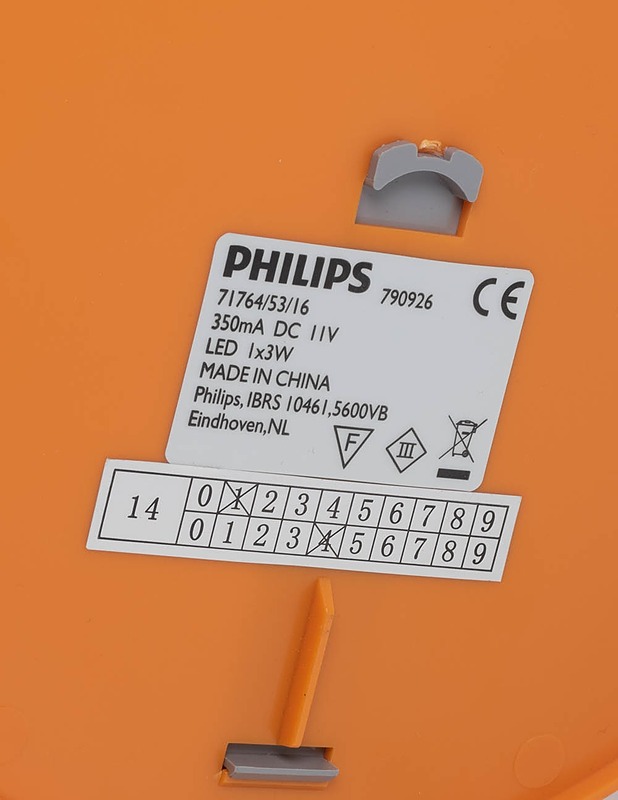 PHILIPS 790926 CE
71764/53/16
350mA DC 11V
LED 1x3W
MADE IN CHINA
Philips, IBRS 10461,5600VB
Eindhoven,NL
F III
14
0 1 2 3 4 5 6 7 8 9
0 1 2 3 4 5 6 7 8 9